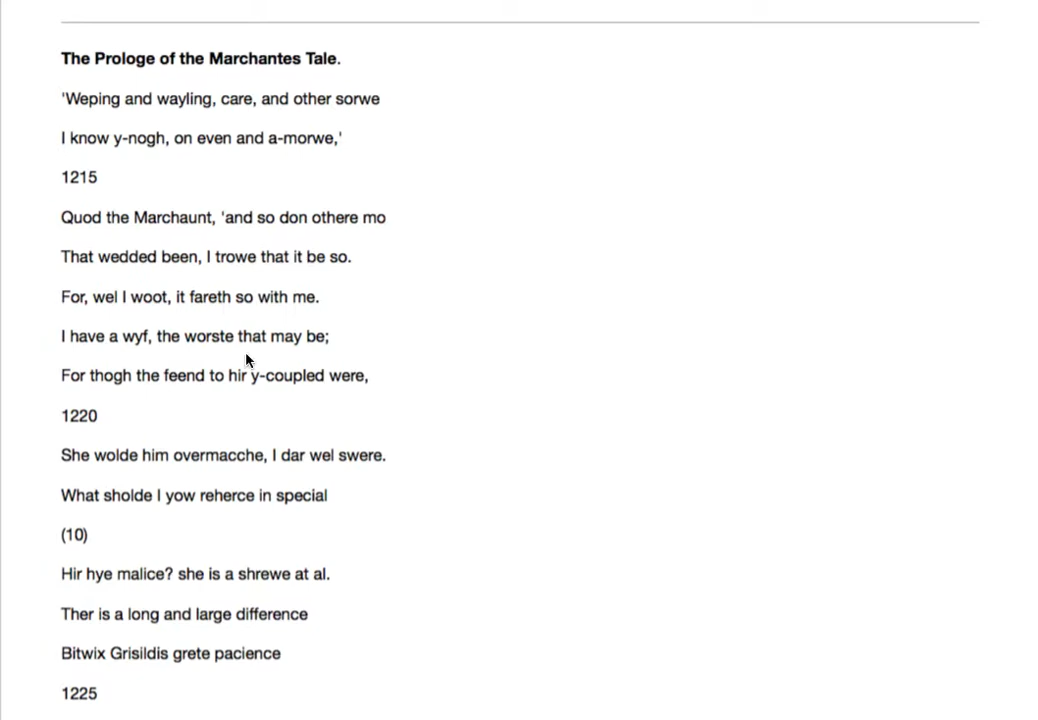 The Prologe of the Marchantes Tale.
'Weping and wayling, care, and other sorwe
I know y-nogh, on even and a-morwe,'
1215
Quod the Marchaunt, 'and so don othere mo
That wedded been, I trowe that it be so.
For, wel I woot, it fareth so with me.
I have a wyf, the worste that may be;
For thogh the feend to hir y-coupled were,
1220
She wolde him overmacche, I dar wel swere.
What sholde I yow reherce in special
(10)
Hir hye malice? she is a shrewe at al.
Ther is a long and large difference
Bitwix Grisildis grete pacience
1225